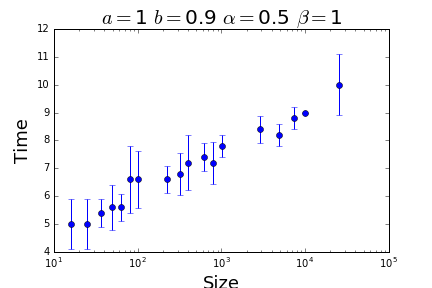 a = 1 b = 0.9 α = 0.5 β = 1
12
11
10
9
8
7
6
5
4
Time
10^1 10^2 10^3 10^4 10^5
Size